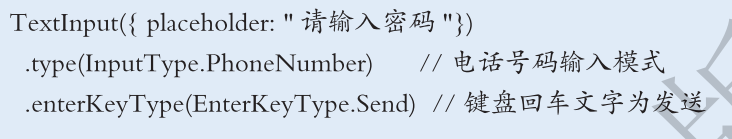 TextInput({ placeholder: " 请输入密码 "})
.type(InputType.PhoneNumber) // 电话号码输入模式
.enterKeyType(EnterKeyType.Send) // 键盘回车文字为发送